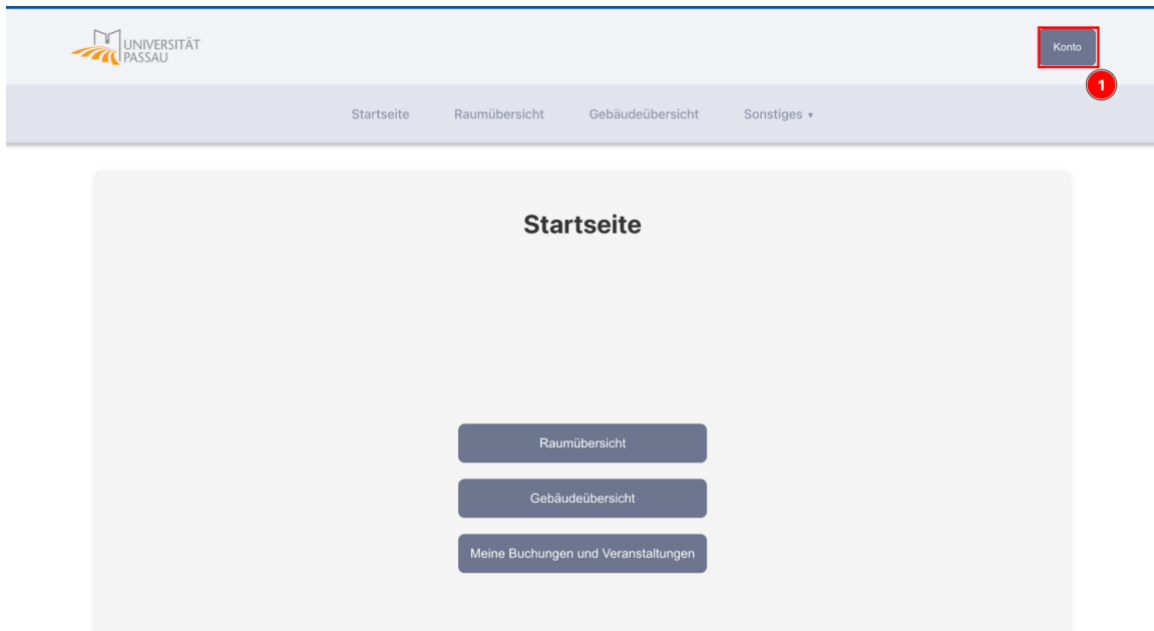 UNIVERSITÄT
PASSAU
Konto
1
Startseite Raumübersicht Gebäudeübersicht Sonstiges ▾
Startseite
Raumübersicht
Gebäudeübersicht
Meine Buchungen und Veranstaltungen